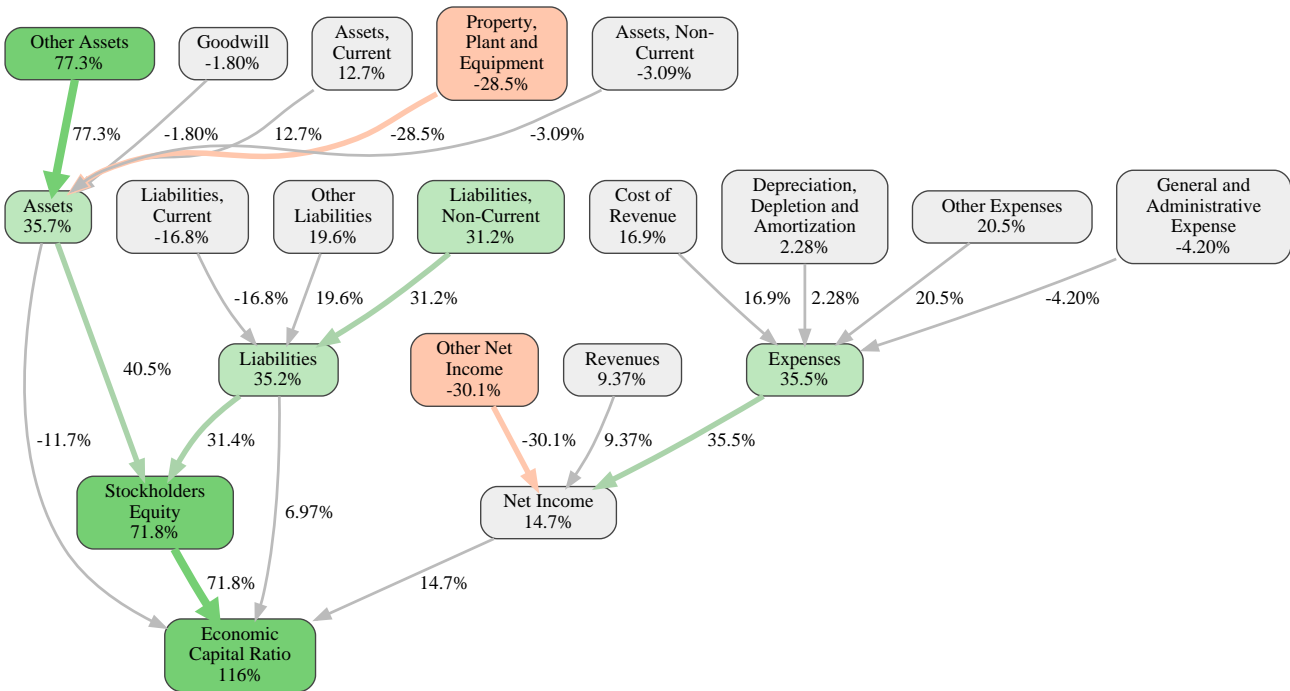 Other Assets
77.3%
Goodwill
-1.80%
Assets,
Current
12.7%
Property,
Plant and
Equipment
-28.5%
Assets, Non-
Current
-3.09%
77.3%
-1.80%
12.7%
-28.5%
-3.09%
Assets
35.7%
Liabilities,
Current
-16.8%
Other
Liabilities
19.6%
Liabilities,
Non-Current
31.2%
Cost of
Revenue
16.9%
Depreciation,
Depletion and
Amortization
2.28%
Other Expenses
20.5%
General and
Administrative
Expense
-4.20%
-16.8%
19.6%
31.2%
16.9%
2.28%
20.5%
-4.20%
40.5%
Liabilities
35.2%
Other Net
Income
-30.1%
Revenues
9.37%
Expenses
35.5%
-11.7%
31.4%
-30.1%
9.37%
35.5%
Stockholders
Equity
71.8%
6.97%
Net Income
14.7%
71.8%
14.7%
Economic
Capital Ratio
116%